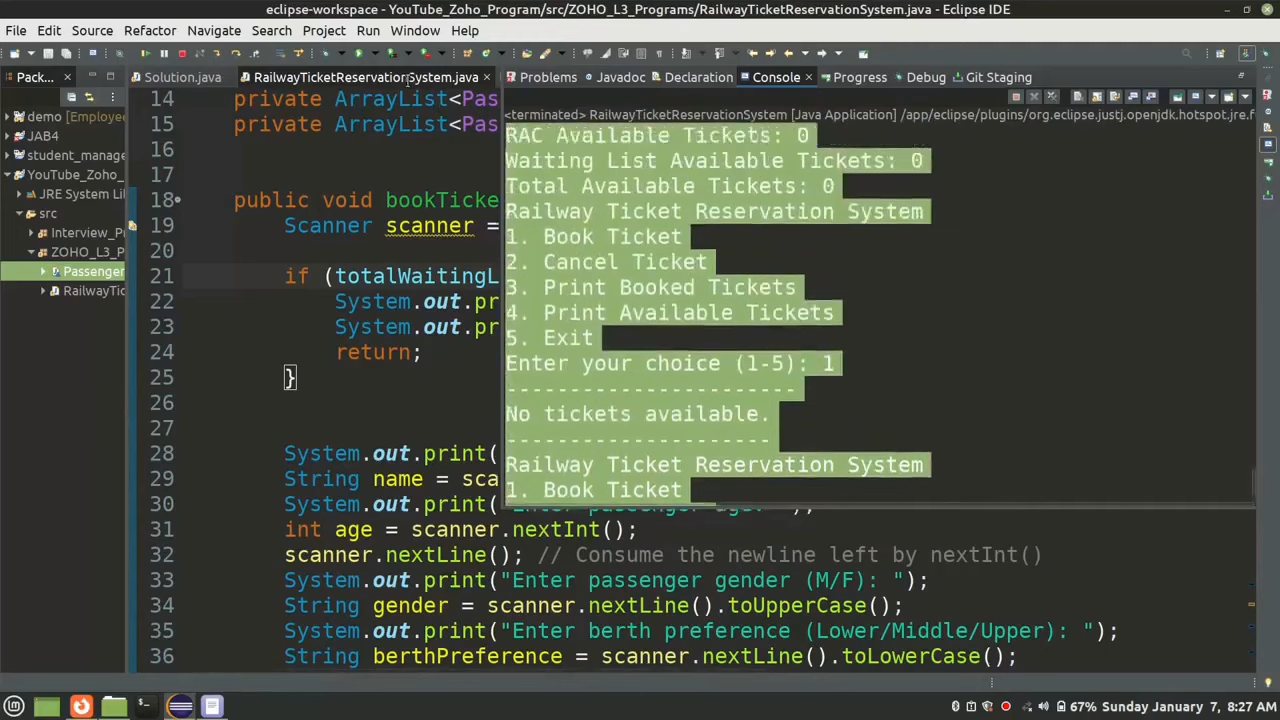 eclipse-workspace - YouTube_Zoho_Program/src/ZOHO_L3_Programs/RailwayTicketReservationSystem.java - Eclipse IDE
File Edit Source Refactor Navigate Search Project Run Window Help
Pack...
Solution.java
RailwayTicketReservationSystem.java
Problems
Javadoc
Declaration
Console
Progress
Debug
Git Staging
demo [Employee
JAB4
student_manage
YouTube_Zoho_P
JRE System Lib
src
Interview_Pro
ZOHO_L3_P
Passenger
RailwayTic
14 private ArrayList<Pas
15 private ArrayList<Pas
16
17
18 public void bookTicke
19 Scanner scanner =
20
21 if (totalWaitingL
22 System.out.pr
23 System.out.pr
24 return;
25 }
26
27
28 System.out.print(
29 String name = sca
30 System.out.print(
31 int age = scanner.nextInt();
32 scanner.nextLine(); // Consume the newline left by nextInt()
33 System.out.print("Enter passenger gender (M/F): ");
34 String gender = scanner.nextLine().toUpperCase();
35 System.out.print("Enter berth preference (Lower/Middle/Upper): ");
36 String berthPreference = scanner.nextLine().toLowerCase();
<terminated> RailwayTicketReservationSystem [Java Application] /app/eclipse/plugins/org.eclipse.justj.openjdk.hotspot.jre.f
RAC Available Tickets: 0
Waiting List Available Tickets: 0
Total Available Tickets: 0
Railway Ticket Reservation System
1. Book Ticket
2. Cancel Ticket
3. Print Booked Tickets
4. Print Available Tickets
5. Exit
Enter your choice (1-5): 1
-----------------------
No tickets available.
---------------------
Railway Ticket Reservation System
1. Book Ticket
67% Sunday January 7, 8:27 AM